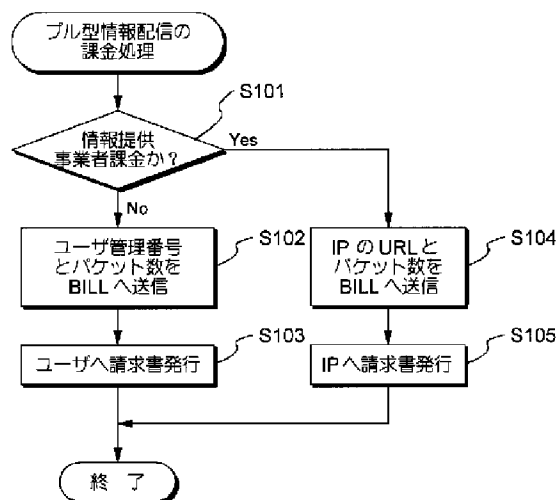 プル型情報配信の
課金処理
S101
情報提供
事業者課金か？
Yes
No
ユーザ管理番号
とパケット数を
BILLへ送信
S102
IPのURLと
パケット数を
BILLへ送信
S104
ユーザへ請求書発行
S103
IPへ請求書発行
S105
終 了